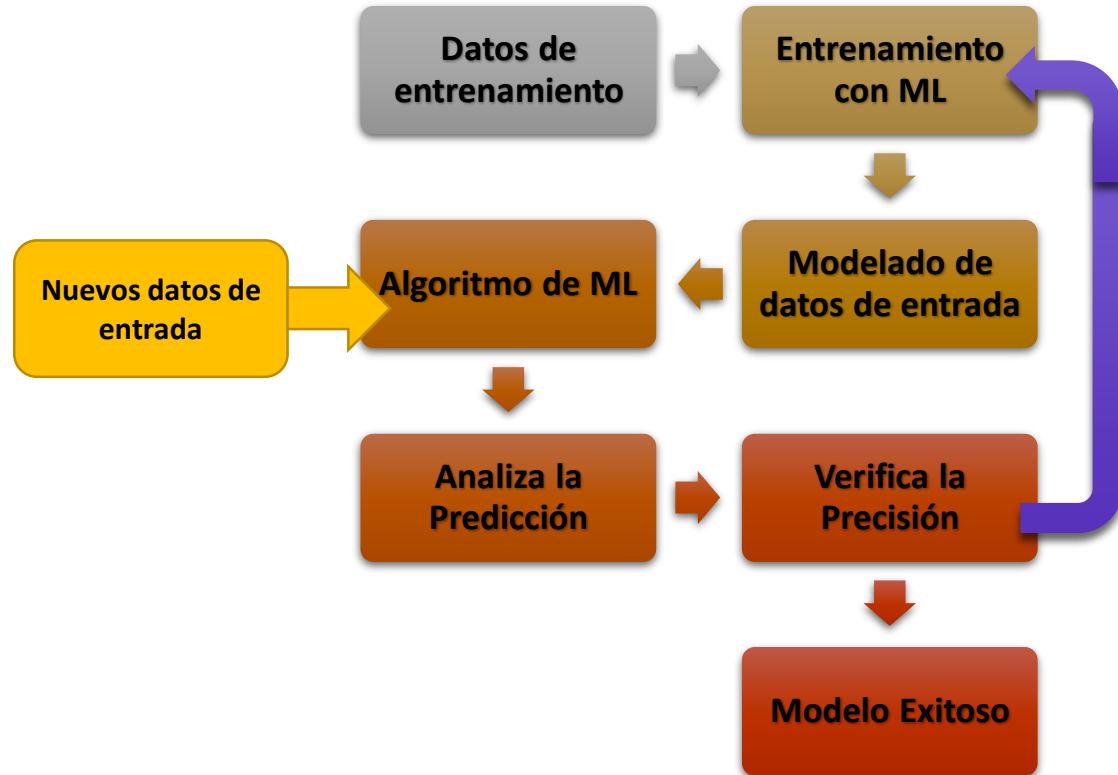 Datos de
entrenamiento
Entrenamiento
con ML
Nuevos datos de
entrada
Algoritmo de ML
Modelado de
datos de entrada
Analiza la
Predicción
Verifica la
Precisión
Modelo Exitoso